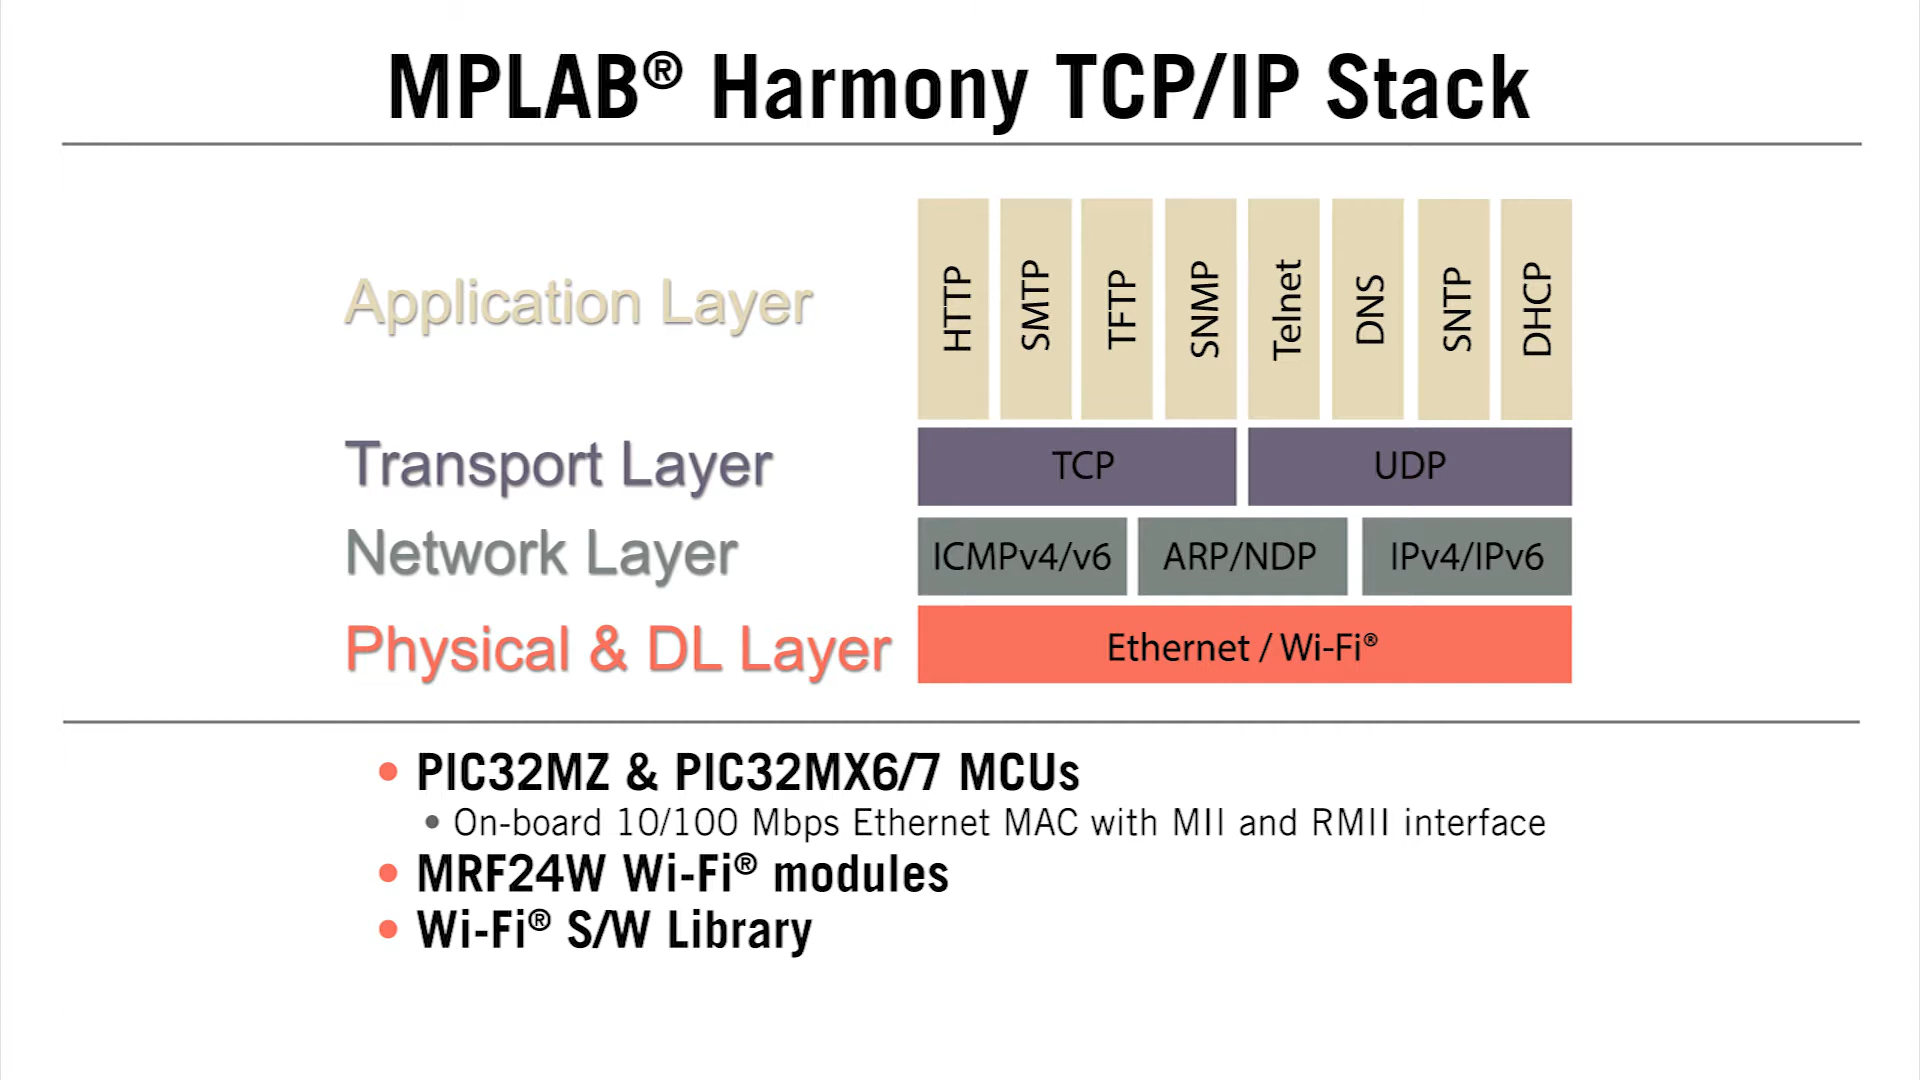 MPLAB® Harmony TCP/IP Stack
Application Layer
HTTP
SMTP
TFTP
SNMP
Telnet
DNS
SNTP
DHCP
Transport Layer
TCP
UDP
Network Layer
ICMPv4/v6
ARP/NDP
IPv4/IPv6
Physical & DL Layer
Ethernet / Wi-Fi®
• PIC32MZ & PIC32MX6/7 MCUs
• On-board 10/100 Mbps Ethernet MAC with MII and RMII interface
• MRF24W Wi-Fi® modules
• Wi-Fi® S/W Library